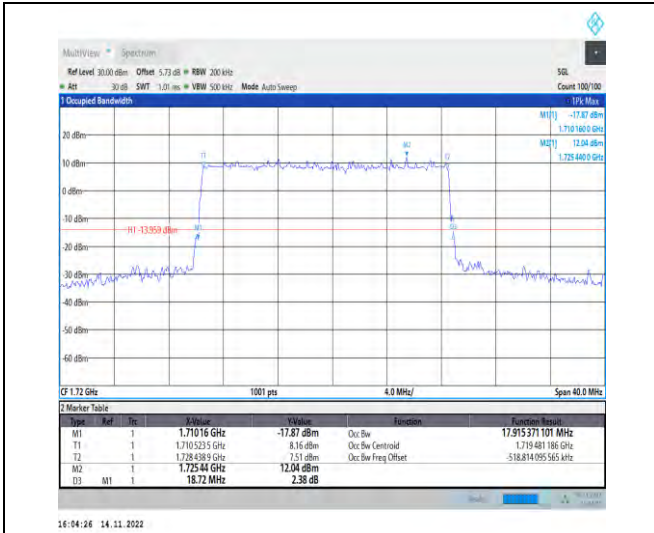 MultiView Spectrum
Ref Level 30.00 dBm Offset 5.73 dB RBW 200 kHz SGL
Att 30 dB SWT 1.01 ms VBW 500 kHz Mode Auto Sweep Count 100/100
1 Occupied Bandwidth 1Pk Max
M1[1] -17.87 dBm
1.710 160 0 GHz
M2[1] 12.04 dBm
1.725 440 0 GHz
20 dBm
M2
T1 T2
10 dBm
0 dBm
-10 dBm
H1 -13.959 dBm M1 D3
-20 dBm
-30 dBm
-40 dBm
-50 dBm
-60 dBm
CF 1.72 GHz 1001 pts 4.0 MHz/ Span 40.0 MHz
2 Marker Table
Type Ref Trc X-Value Y-Value Function Function Result
M1 1 1.71016 GHz -17.87 dBm Occ Bw 17.915 371 101 MHz
T1 1 1.710 523 5 GHz 8.16 dBm Occ Bw Centroid 1.719 481 186 GHz
T2 1 1.728 438 9 GHz 7.51 dBm Occ Bw Freq Offset -518.814 095 565 kHz
M2 1 1.72544 GHz 12.04 dBm
D3 M1 1 18.72 MHz 2.38 dB
16:04:26 14.11.2022